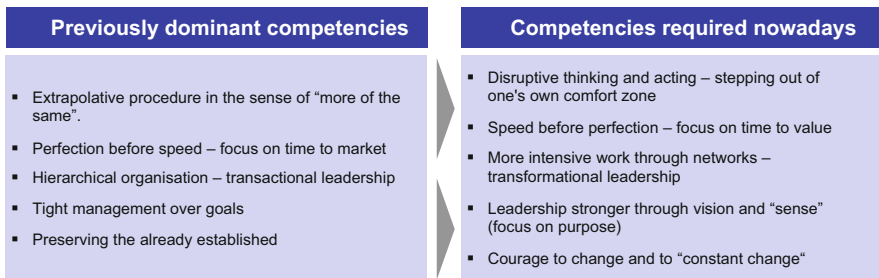 Previously dominant competencies
▪ Extrapolative procedure in the sense of “more of the
same”.
▪ Perfection before speed – focus on time to market
▪ Hierarchical organisation – transactional leadership
▪ Tight management over goals
▪ Preserving the already established
Competencies required nowadays
▪ Disruptive thinking and acting – stepping out of
one's own comfort zone
▪ Speed before perfection – focus on time to value
▪ More intensive work through networks –
transformational leadership
▪ Leadership stronger through vision and “sense”
(focus on purpose)
▪ Courage to change and to “constant change“